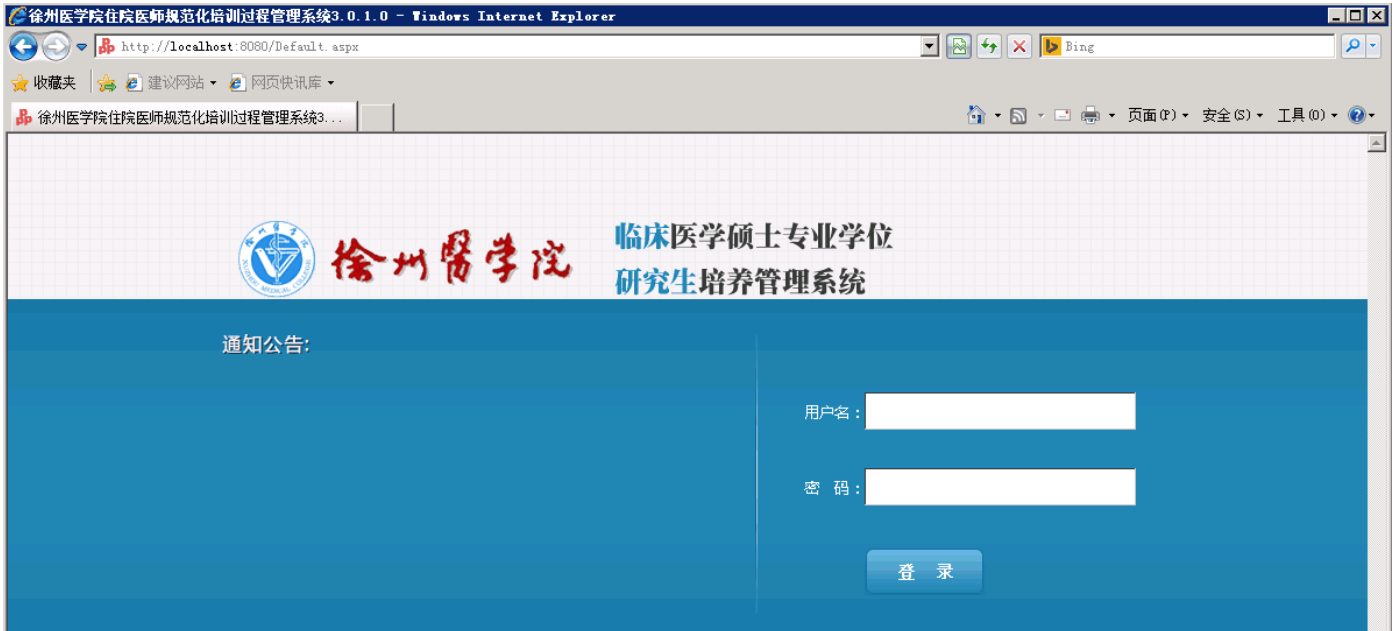 徐州医学院住院医师规范化培训过程管理系统3.0.1.0 - Windows Internet Explorer
http://localhost:8080/Default.aspx
Bing
收藏夹 建议网站 网页快讯库
徐州医学院住院医师规范化培训过程管理系统3...
页面(P) 安全(S) 工具(O)
徐州醫学院
临床医学硕士专业学位
研究生培养管理系统
通知公告:
用户名:
密 码:
登 录